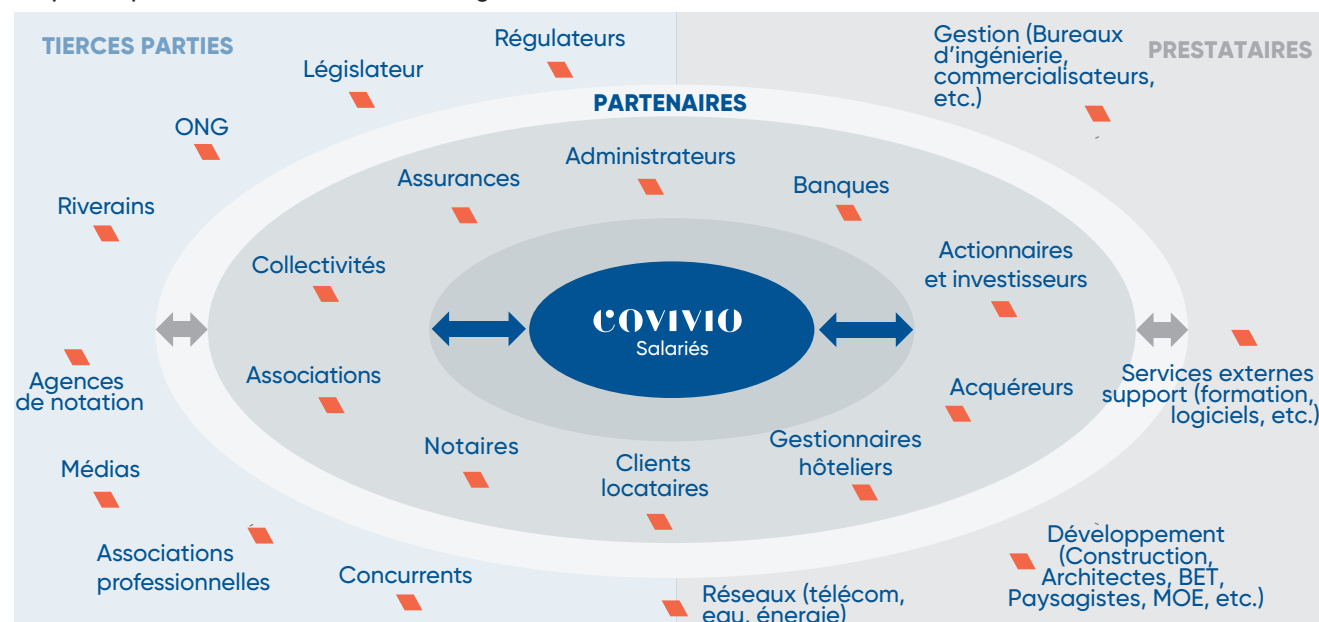 TIERCES PARTIES
Régulateurs
Législateur
ONG
Riverains
Agences
de notation
Médias
Associations
professionnelles
Concurrents
PARTENAIRES
Administrateurs
Assurances
Banques
Collectivités
Actionnaires
et investisseurs
COVIVIO
Salariés
Associations
Acquéreurs
Notaires
Clients
locataires
Gestionnaires
hôteliers
PRESTATAIRES
Gestion (Bureaux
d'ingénierie,
commercialisateurs,
etc.)
Services externes
support (formation,
logiciels, etc.)
Développement
(Construction,
Architectes, BET,
Paysagistes, MOE, etc.)
Réseaux (télécom,
eau, énergie)